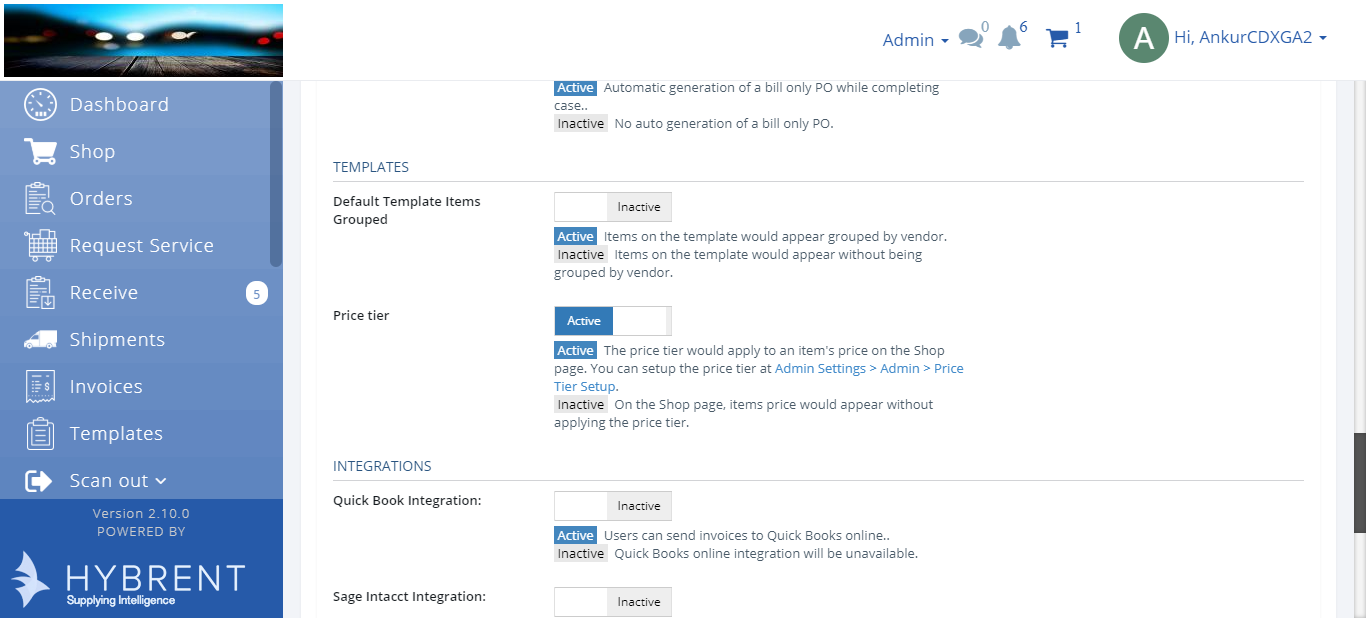 Admin
0
6
1
A
Hi, AnkurCDXGA2
Dashboard
Shop
Orders
Request Service
Receive
5
Shipments
Invoices
Templates
Scan out
Version 2.10.0
POWERED BY
HYBRENT
Supplying Intelligence
Active Automatic generation of a bill only PO while completing
case..
Inactive No auto generation of a bill only PO.
TEMPLATES
Default Template Items
Grouped
Inactive
Active Items on the template would appear grouped by vendor.
Inactive Items on the template would appear without being
grouped by vendor.
Price tier
Active
Active The price tier would apply to an item's price on the Shop
page. You can setup the price tier at Admin Settings > Admin > Price
Tier Setup.
Inactive On the Shop page, items price would appear without
applying the price tier.
INTEGRATIONS
Quick Book Integration:
Inactive
Active Users can send invoices to Quick Books online..
Inactive Quick Books online integration will be unavailable.
Sage Intacct Integration:
Inactive